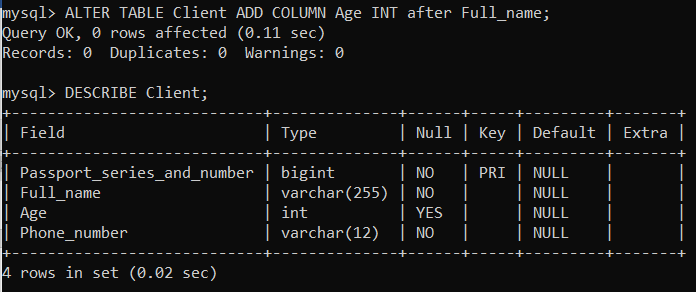 mysql> ALTER TABLE Client ADD COLUMN Age INT after Full_name;
Query OK, 0 rows affected (0.11 sec)
Records: 0  Duplicates: 0  Warnings: 0

mysql> DESCRIBE Client;
+----------------------------+--------------+------+-----+---------+-------+
| Field                      | Type         | Null | Key | Default | Extra |
+----------------------------+--------------+------+-----+---------+-------+
| Passport_series_and_number | bigint       | NO   | PRI | NULL    |       |
| Full_name                  | varchar(255) | NO   |     | NULL    |       |
| Age                        | int          | YES  |     | NULL    |       |
| Phone_number               | varchar(12)  | NO   |     | NULL    |       |
+----------------------------+--------------+------+-----+---------+-------+
4 rows in set (0.02 sec)